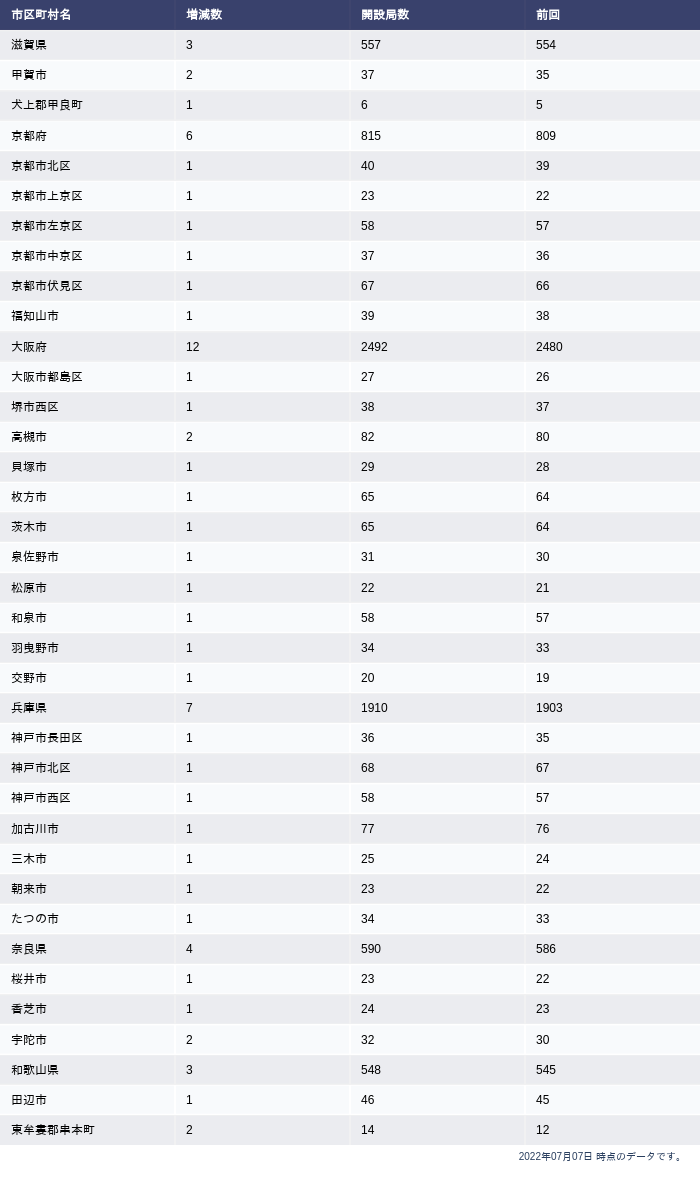 市区町村名 増減数 開設局数 前回
滋賀県 3 557 554
甲賀市 2 37 35
犬上郡甲良町 1 6 5
京都府 6 815 809
京都市北区 1 40 39
京都市上京区 1 23 22
京都市左京区 1 58 57
京都市中京区 1 37 36
京都市伏見区 1 67 66
福知山市 1 39 38
大阪府 12 2492 2480
大阪市都島区 1 27 26
堺市西区 1 38 37
高槻市 2 82 80
貝塚市 1 29 28
枚方市 1 65 64
茨木市 1 65 64
泉佐野市 1 31 30
松原市 1 22 21
和泉市 1 58 57
羽曳野市 1 34 33
交野市 1 20 19
兵庫県 7 1910 1903
神戸市長田区 1 36 35
神戸市北区 1 68 67
神戸市西区 1 58 57
加古川市 1 77 76
三木市 1 25 24
朝来市 1 23 22
たつの市 1 34 33
奈良県 4 590 586
桜井市 1 23 22
香芝市 1 24 23
宇陀市 2 32 30
和歌山県 3 548 545
田辺市 1 46 45
東牟婁郡串本町 2 14 12
2022年07月07日 時点のデータです。